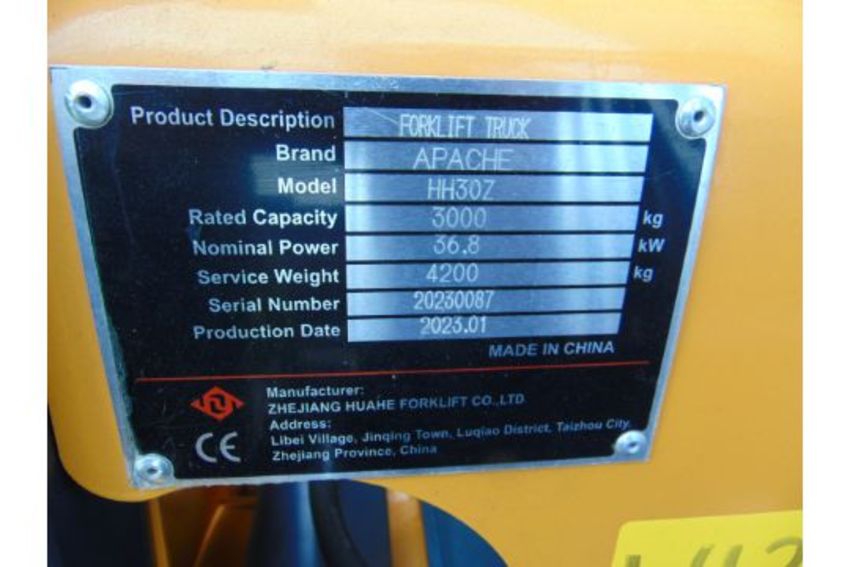 Product Description FORKLIFT TRUCK
Brand APACHE
Model HH30Z
Rated Capacity 3000 kg
Nominal Power 36.8 kW
Service Weight 4200 kg
Serial Number 20230087
Production Date 2023.01
MADE IN CHINA
Manufacturer:
ZHEJIANG HUAHE FORKLIFT CO.,LTD
Address:
Libei Village, Jinqing Town, Luqiao District, Taizhou City,
Zhejiang Province, China
CE